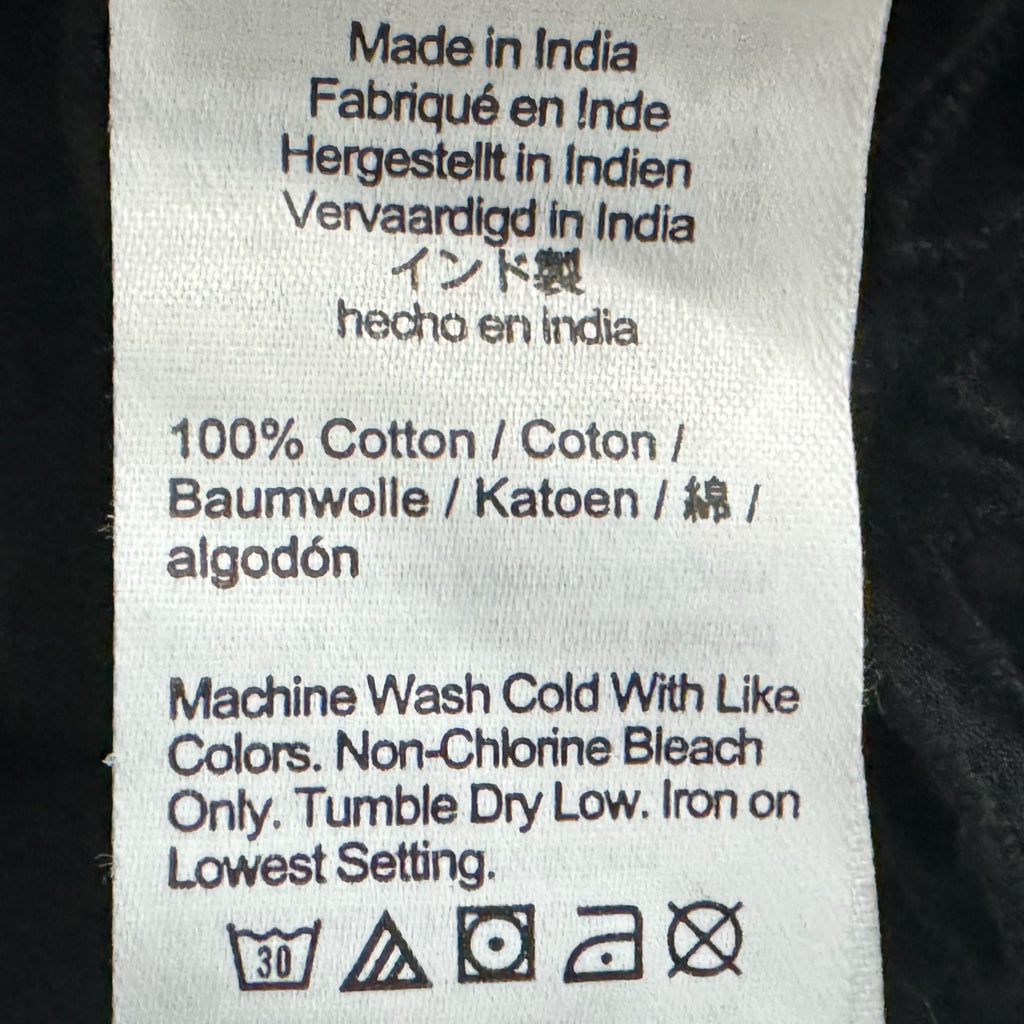 Made in India
Fabriqué en Inde
Hergestellt in Indien
Vervaardigd in India
インド製
hecho en India
100% Cotton / Coton /
Baumwolle / Katoen / 綿 /
algodón
Machine Wash Cold With Like
Colors. Non-Chlorine Bleach
Only. Tumble Dry Low. Iron on
Lowest Setting.
30